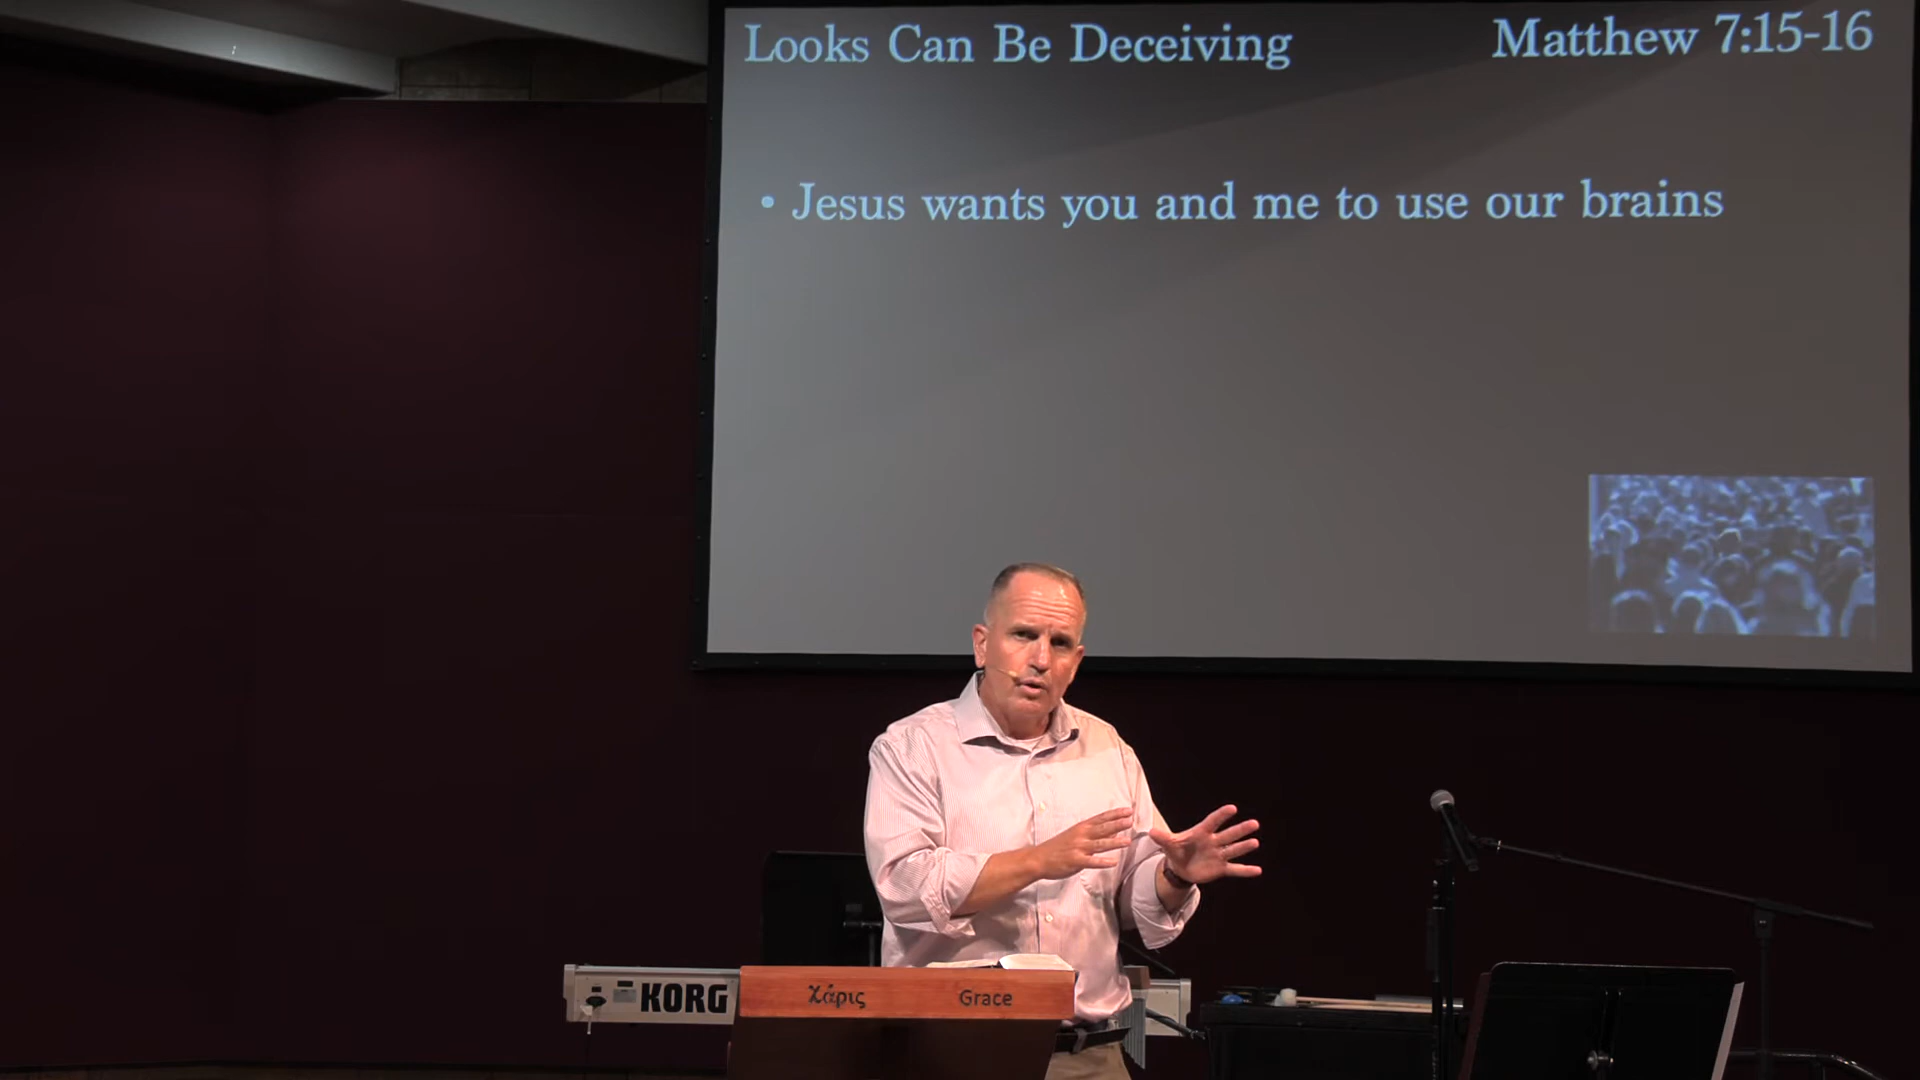 Looks Can Be Deceiving
Matthew 7:15-16
• Jesus wants you and me to use our brains
KORG
Χάρις
Grace